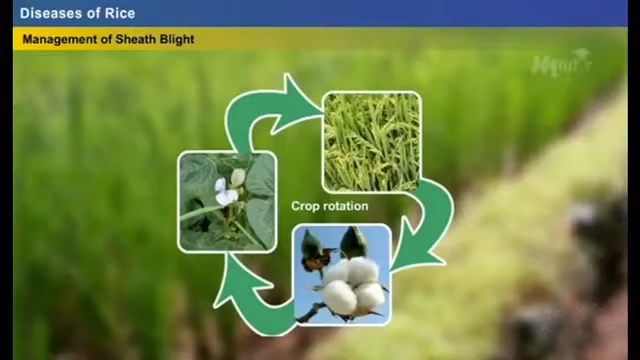 Diseases of Rice
Management of Sheath Blight
Crop rotation